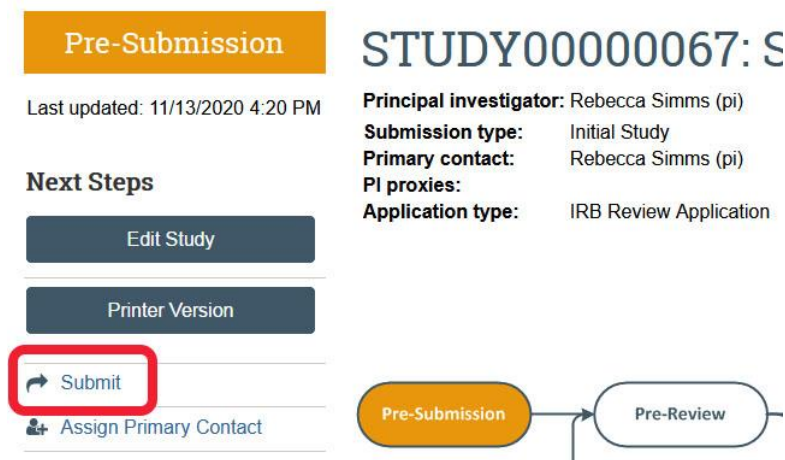 Pre-Submission
Last updated: 11/13/2020 4:20 PM
Next Steps
Edit Study
Printer Version
Submit
Assign Primary Contact
STUDY00000067: S
Principal investigator: Rebecca Simms (pi)
Submission type: Initial Study
Primary contact: Rebecca Simms (pi)
PI proxies:
Application type: IRB Review Application
Pre-Submission
Pre-Review